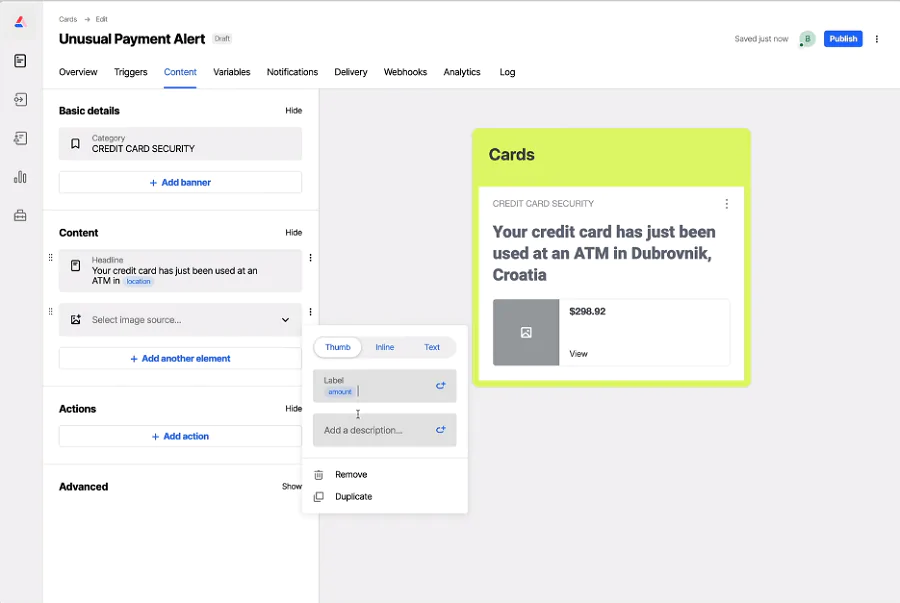 Cards → Edit
Unusual Payment Alert Draft
Saved just now B Publish
Overview Triggers Content Variables Notifications Delivery Webhooks Analytics Log
Basic details Hide
Category
CREDIT CARD SECURITY
+ Add banner
Content Hide
Headline
Your credit card has just been used at an
ATM in location
Select image source...
+ Add another element
Actions Hide
+ Add action
Advanced Show
Thumb Inline Text
Label
amount
Add a description...
Remove
Duplicate
Cards
CREDIT CARD SECURITY
Your credit card has just been
used at an ATM in Dubrovnik,
Croatia
$298.92
View